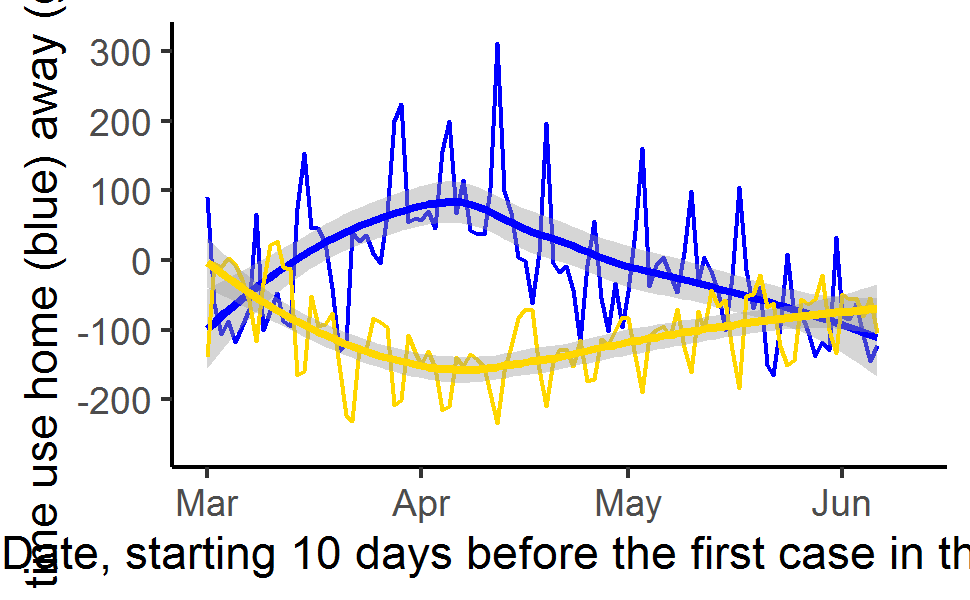 time use home (blue) away (
300
200
100
0
-100
-200
Mar Apr May Jun
Date, starting 10 days before the first case in th